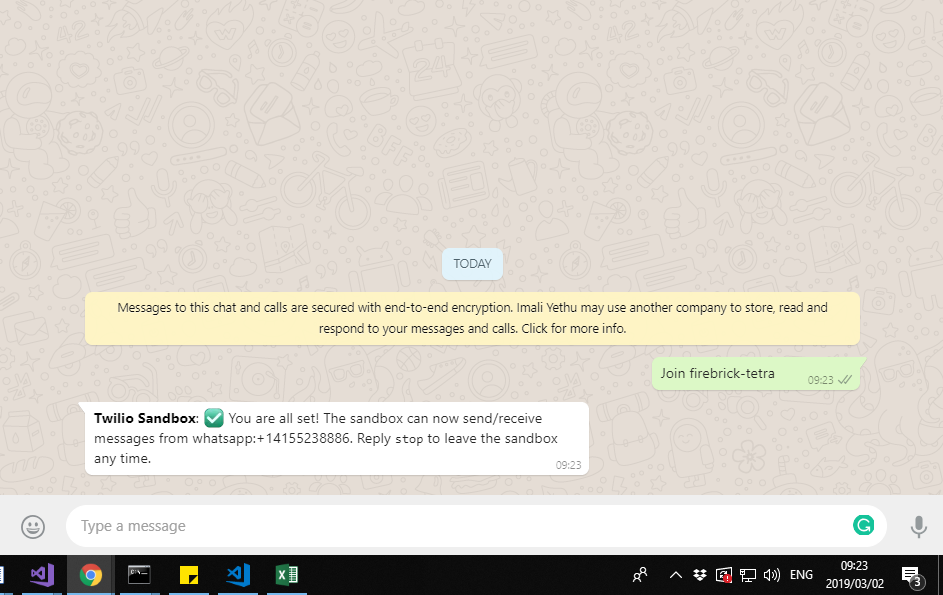 TODAY
Messages to this chat and calls are secured with end-to-end encryption. Imali Yethu may use another company to store, read and
respond to your messages and calls. Click for more info.
Join firebrick-tetra
09:23
Twilio Sandbox: ✅ You are all set! The sandbox can now send/receive
messages from whatsapp:+14155238886. Reply stop to leave the sandbox
any time.
09:23
Type a message
ENG
09:23
2019/03/02
3